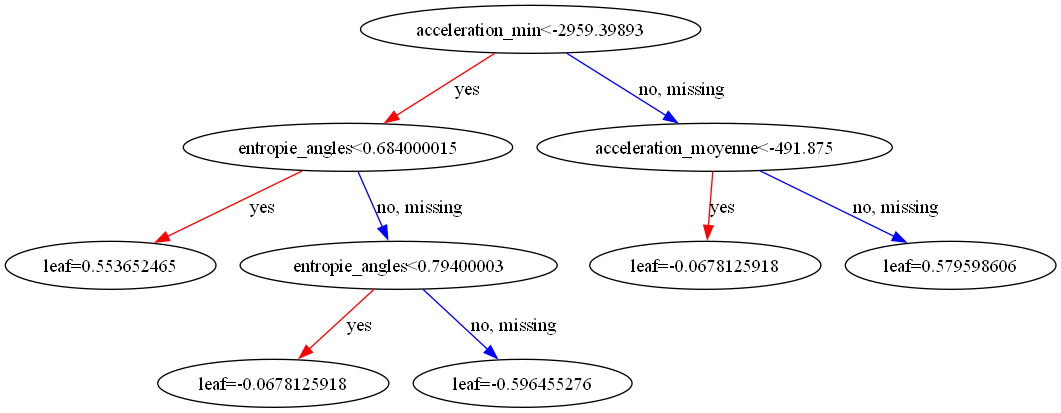 acceleration_min<-2959.39893
yes
no, missing
entropie_angles<0.684000015
acceleration_moyenne<-491.875
yes
no, missing
yes
no, missing
leaf=0.553652465
entropie_angles<0.79400003
leaf=-0.0678125918
leaf=0.579598606
yes
no, missing
leaf=-0.0678125918
leaf=-0.596455276